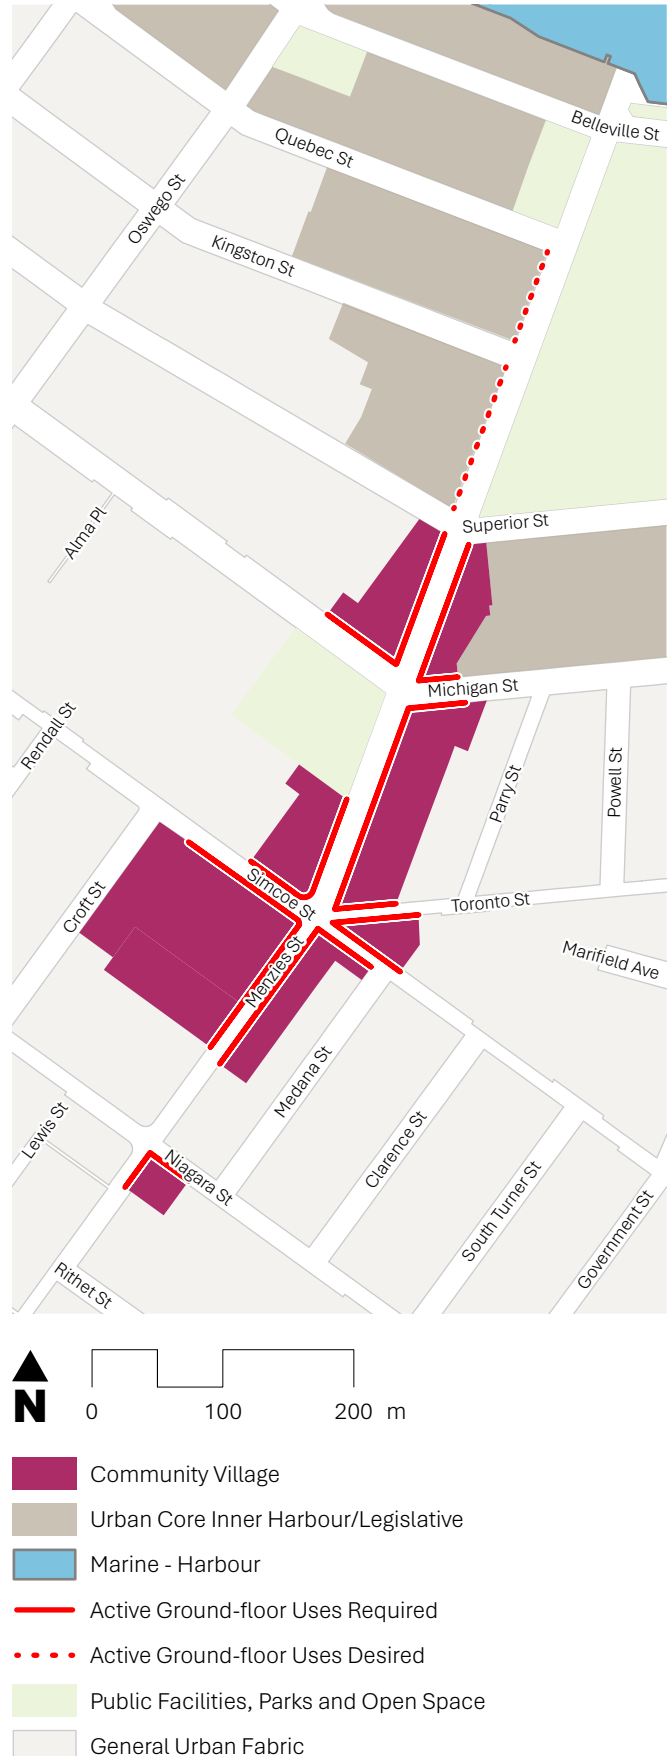 Belleville St
Quebec St
Oswego St
Kingston St
Superior St
Alma Pl
Michigan St
Rendall St
Parry St
Powell St
Simcoe St
Croft St
Toronto St
Menzies St
Marifield Ave
Medana St
Lewis St
Niagara St
Clarence St
South Turner St
Government St
Rithet St
N
0 100 200 m
Community Village
Urban Core Inner Harbour/Legislative
Marine - Harbour
Active Ground-floor Uses Required
Active Ground-floor Uses Desired
Public Facilities, Parks and Open Space
General Urban Fabric